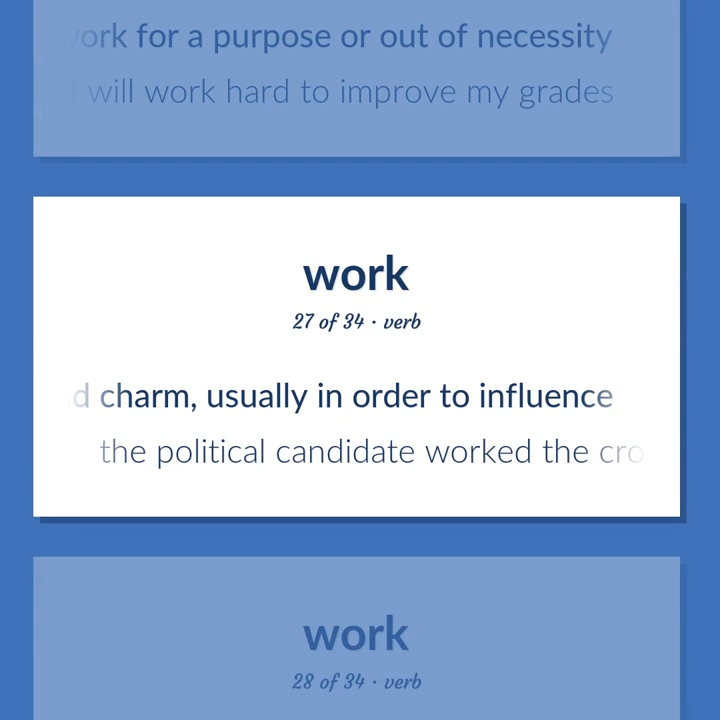 work for a purpose or out of necessity
I will work hard to improve my grades
work
27 of 34 · verb
charm, usually in order to influence
the political candidate worked the
work
28 of 34 · verb